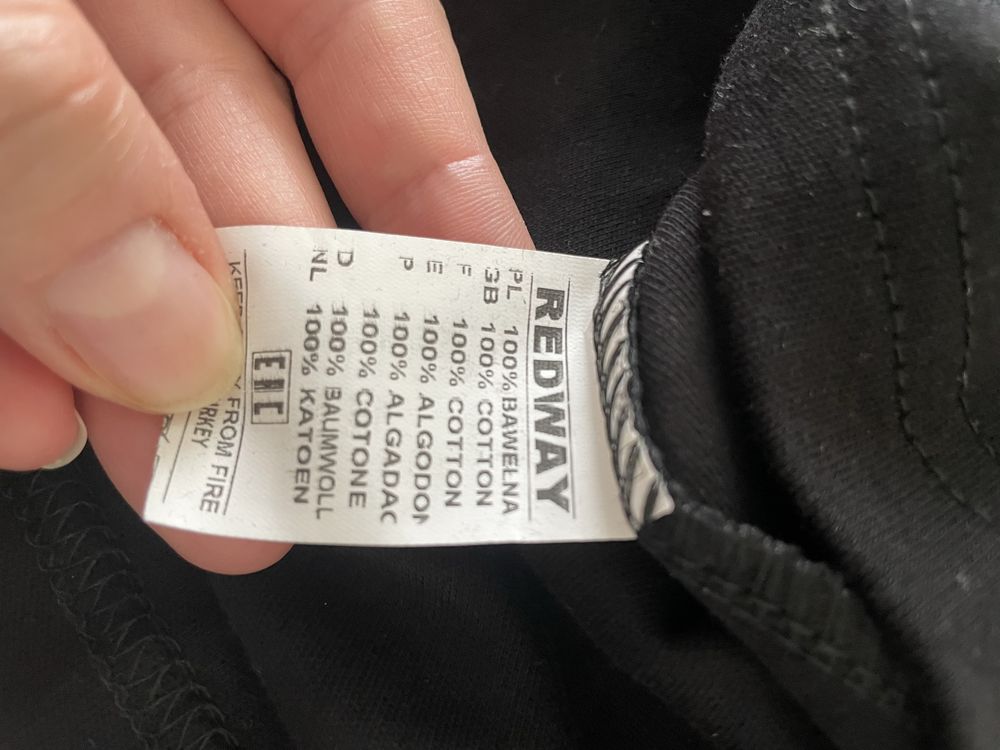 REDWAY
PL 100% BAWEŁNA
GB 100% COTTON
F 100% COTTON
E 100% ALGODON
P 100% ALGADAC
100% COTONE
D 100% BAUMWOLL
NL 100% KATOEN
EAC
FROM FIRE